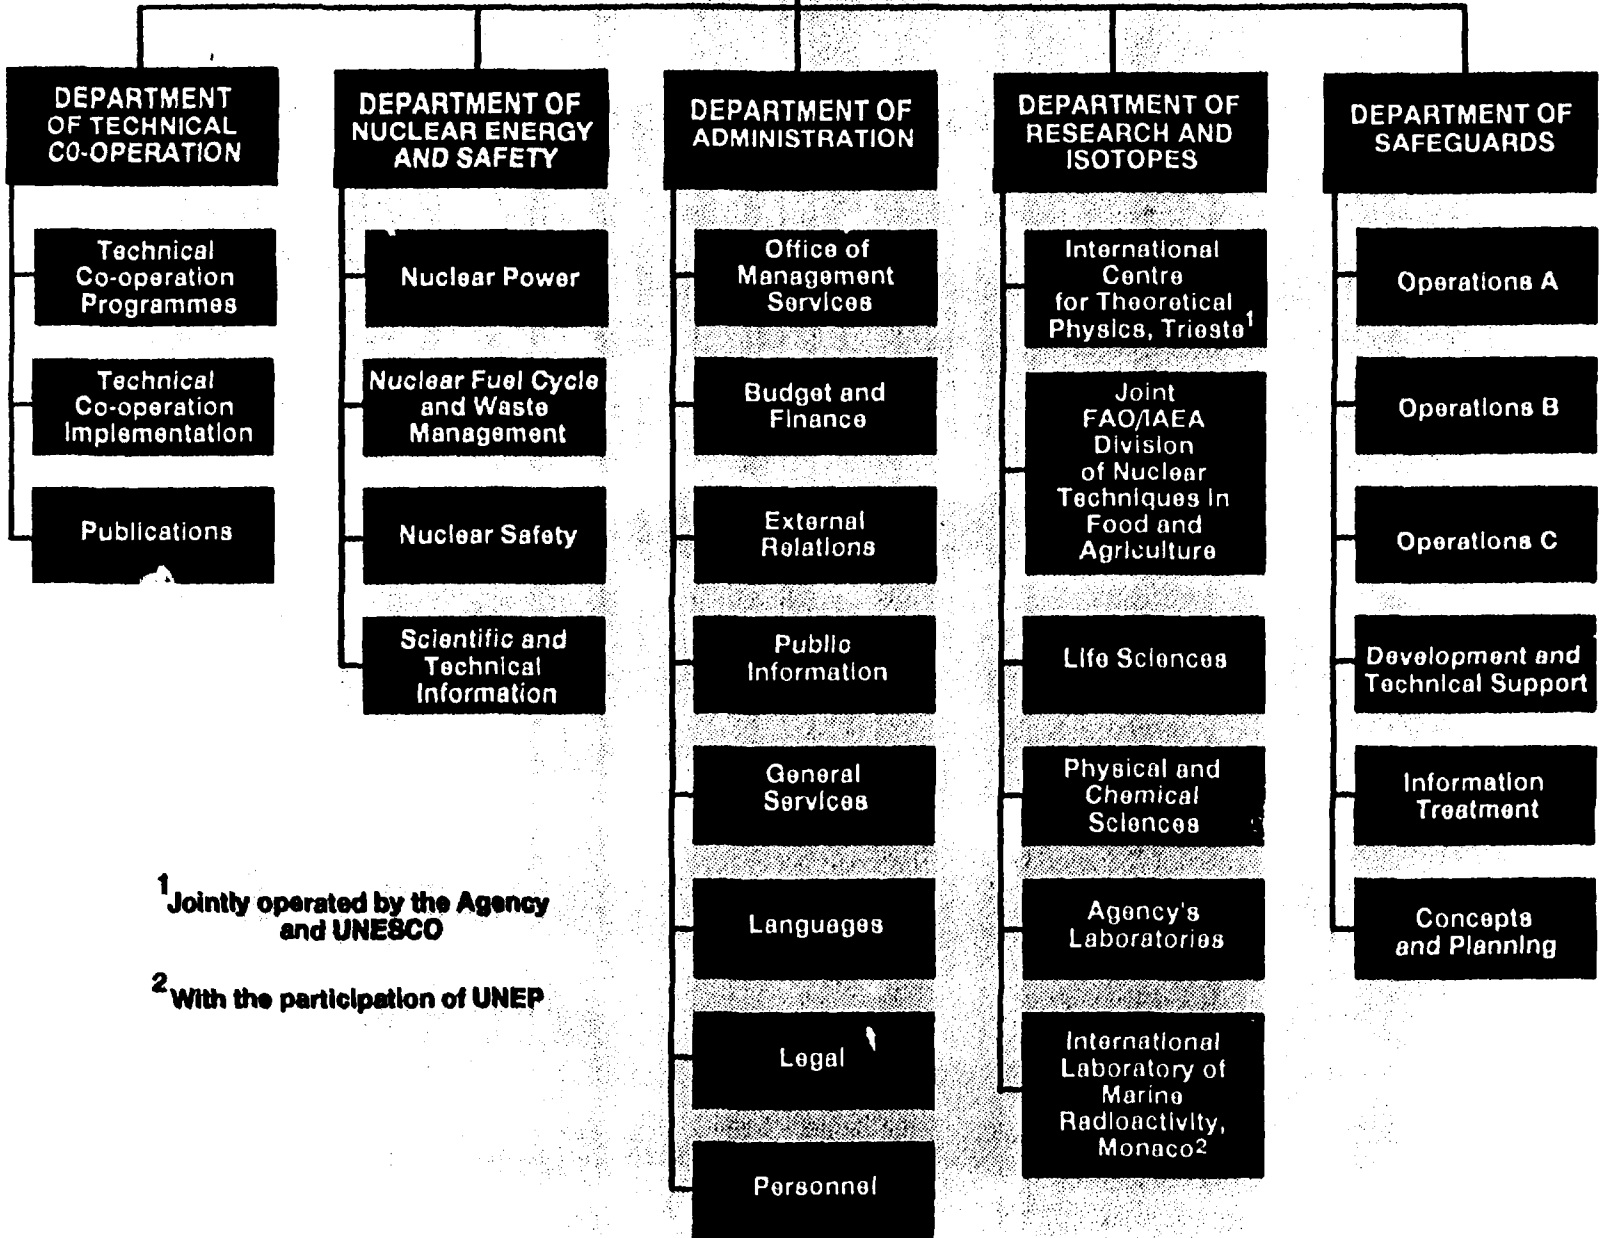 DEPARTMENT
OF TECHNICAL
CO-OPERATION
Technical
Co-operation
Programmes
Technical
Co-operation
Implementation
Publications
DEPARTMENT OF
NUCLEAR ENERGY
AND SAFETY
Nuclear Power
Nuclear Fuel Cycle
and Waste
Management
Nuclear Safety
Scientific and
Technical
Information
DEPARTMENT OF
ADMINISTRATION
Office of
Management
Services
Budget and
Finance
External
Relations
Public
Information
General
Services
Languages
Legal
Personnel
DEPARTMENT OF
RESEARCH AND
ISOTOPES
International
Centre
for Theoretical
Physics, Trieste¹
Joint
FAO/IAEA
Division
of Nuclear
Techniques in
Food and
Agriculture
Life Sciences
Physical and
Chemical
Sciences
Agency's
Laboratories
International
Laboratory of
Marine
Radioactivity,
Monaco²
DEPARTMENT OF
SAFEGUARDS
Operations A
Operations B
Operations C
Development and
Technical Support
Information
Treatment
Concepts
and Planning
¹Jointly operated by the Agency
and UNESCO
²With the participation of UNEP